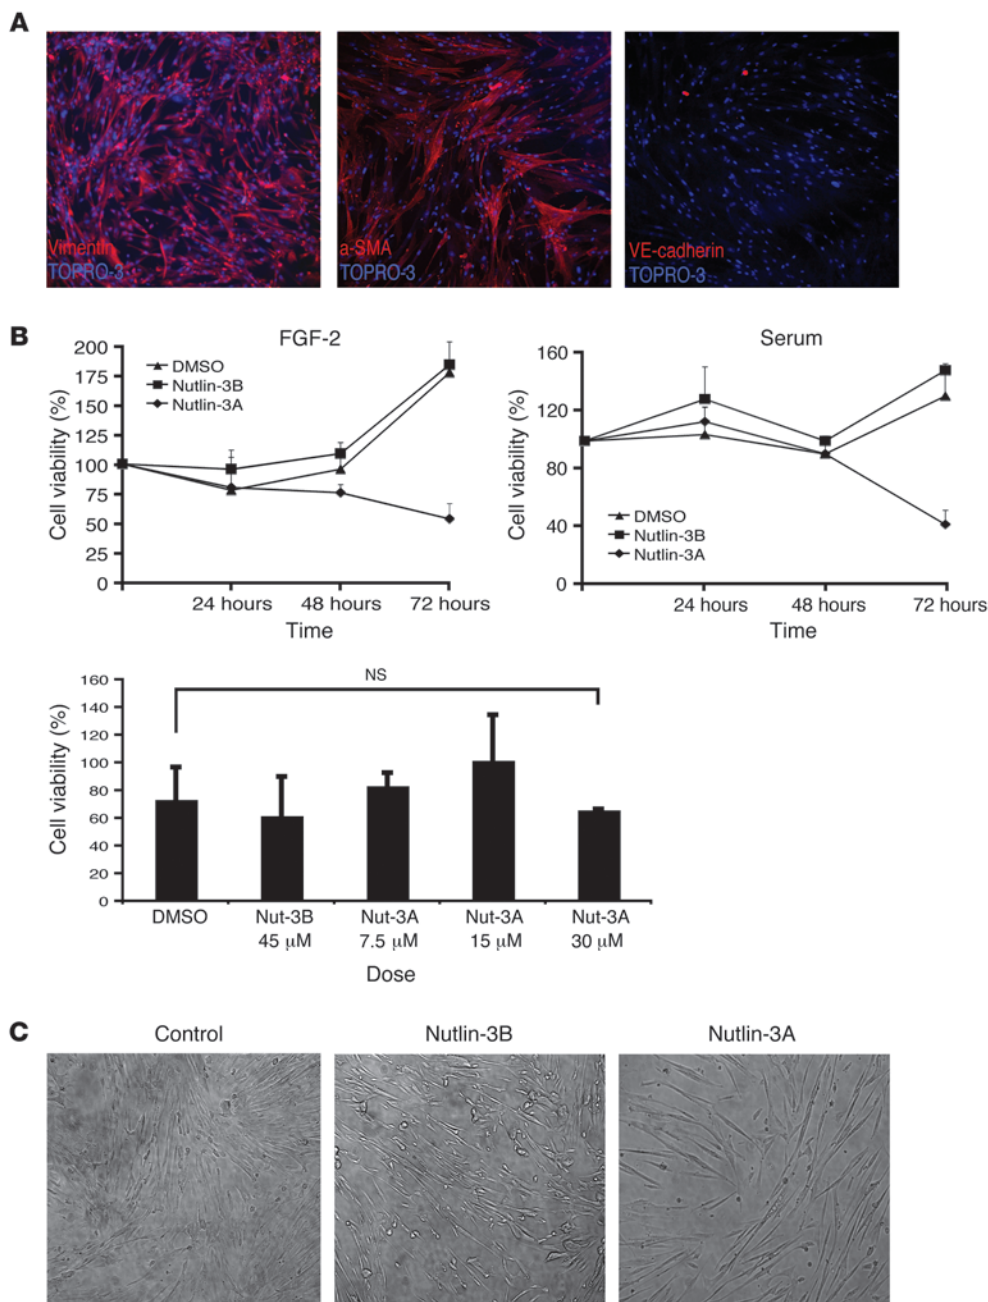 A
Vimentin
TOPRO-3
a-SMA
TOPRO-3
VE-cadherin
TOPRO-3
B
FGF-2
Cell viability (%)
200
175
150
125
100
75
50
25
0
DMSO
Nutlin-3B
Nutlin-3A
24 hours
48 hours
72 hours
Time
Serum
Cell viability (%)
160
120
80
40
0
DMSO
Nutlin-3B
Nutlin-3A
24 hours
48 hours
72 hours
Time
Cell viability (%)
160
140
120
100
80
60
40
20
0
NS
DMSO
Nut-3B
45 µM
Nut-3A
7.5 µM
Nut-3A
15 µM
Nut-3A
30 µM
Dose
C
Control
Nutlin-3B
Nutlin-3A